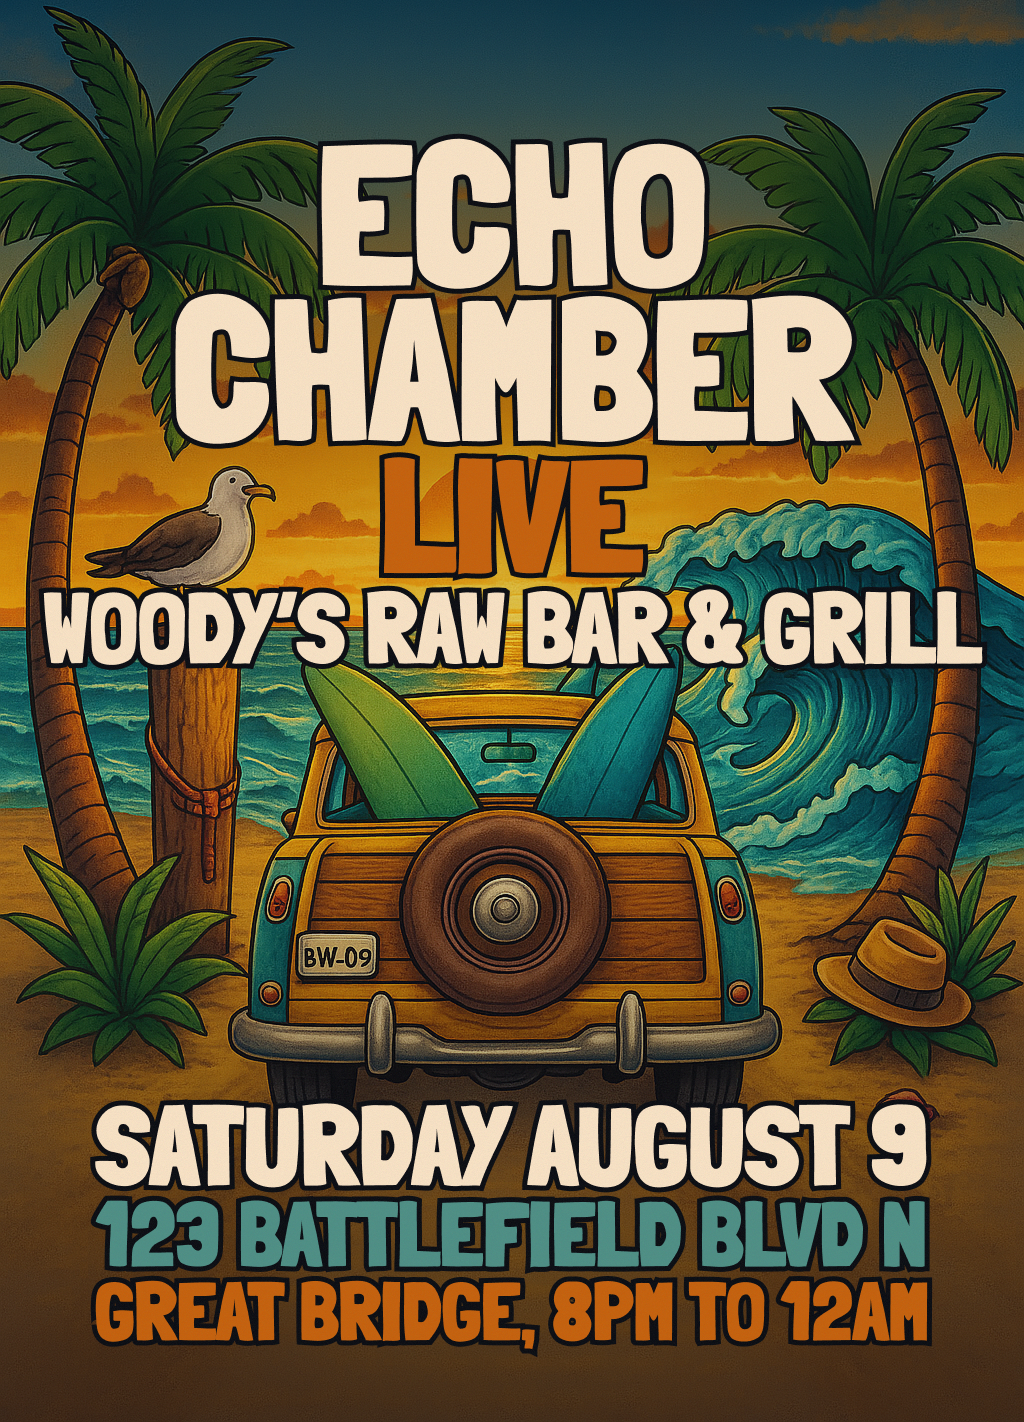 ECHO
CHAMBER
LIVE
WOODY'S RAW BAR & GRILL
BW-09
SATURDAY AUGUST 9
123 BATTLEFIELD BLVD N
GREAT BRIDGE, 8PM TO 12AM